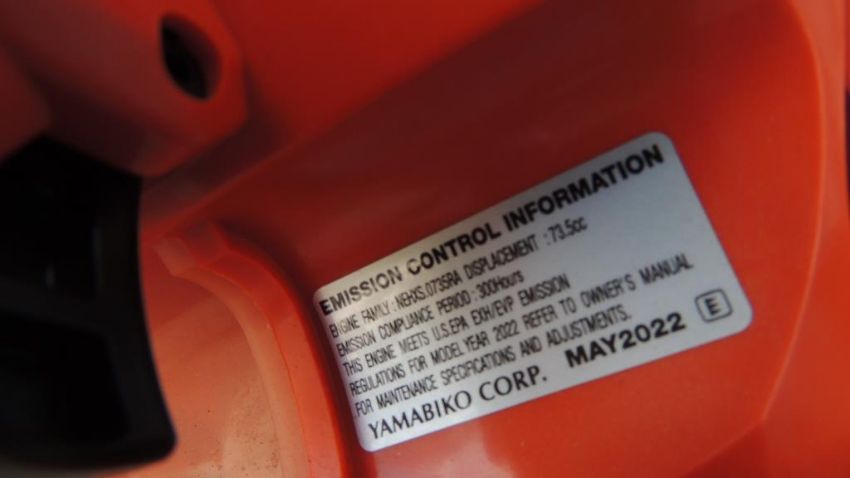 EMISSION CONTROL INFORMATION
ENGINE FAMILY : NEHXS.073SRA DISPLACEMENT : 73.5cc
EMISSION COMPLIANCE PERIOD : 300Hours
THIS ENGINE MEETS U.S.EPA EXH/EVP EMISSION
REGULATIONS FOR MODEL YEAR 2022 REFER TO OWNER'S MANUAL
FOR MAINTENANCE SPECIFICATIONS AND ADJUSTMENTS.
YAMABIKO CORP. MAY2022 E